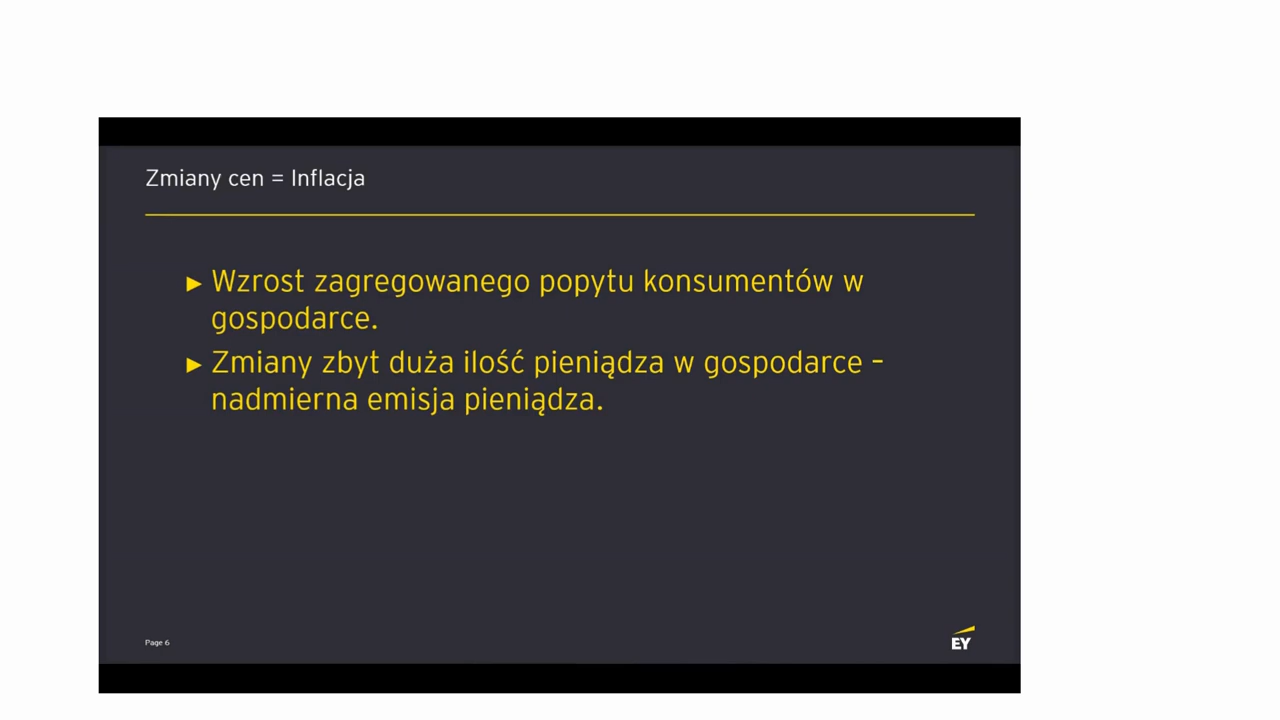 Zmiany cen = Inflacja
► Wzrost zagregowanego popytu konsumentów w
gospodarce.
► Zmiany zbyt duża ilość pieniądza w gospodarce –
nadmierna emisja pieniądza.
Page 6
EY